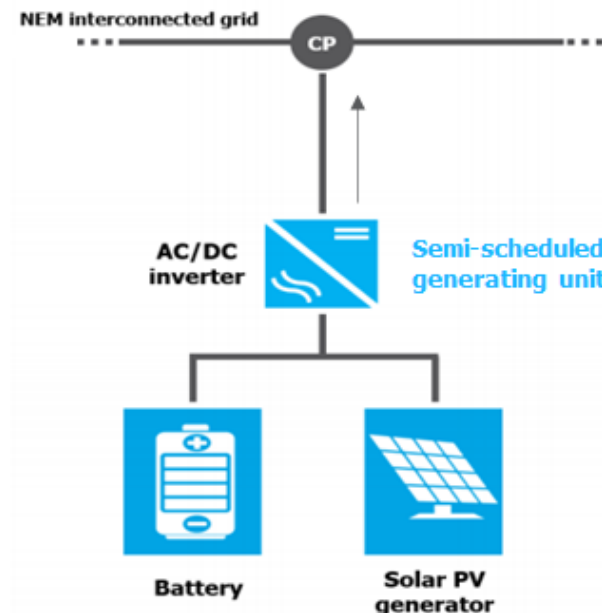 NEM interconnected grid
CP
AC/DC
inverter
Semi-scheduled
generating unit
Battery
Solar PV
generator